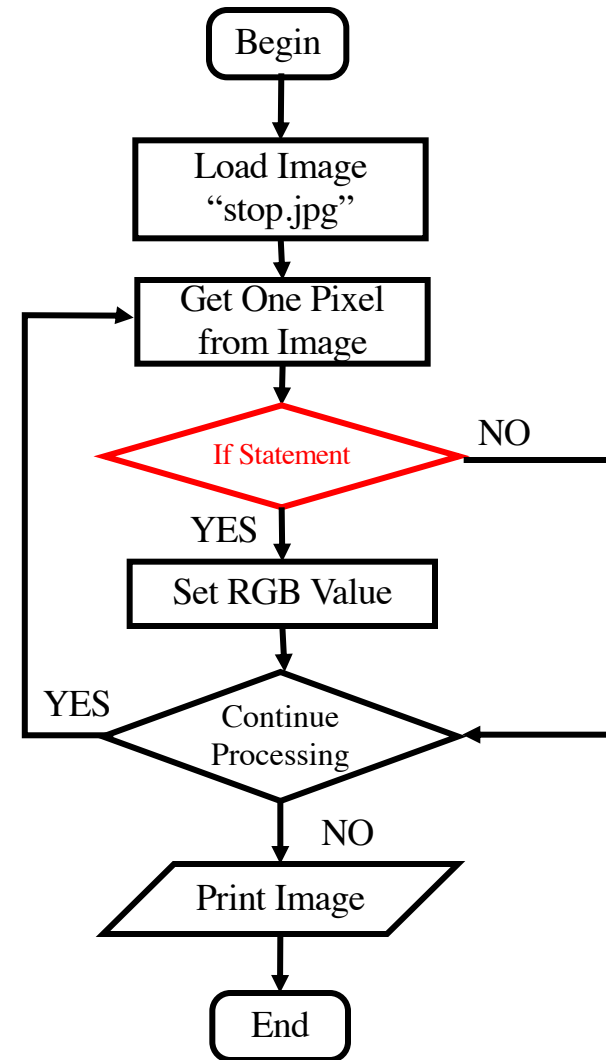 Begin
Load Image
“stop.jpg”
Get One Pixel
from Image
If Statement
NO
YES
Set RGB Value
YES
Continue
Processing
NO
Print Image
End